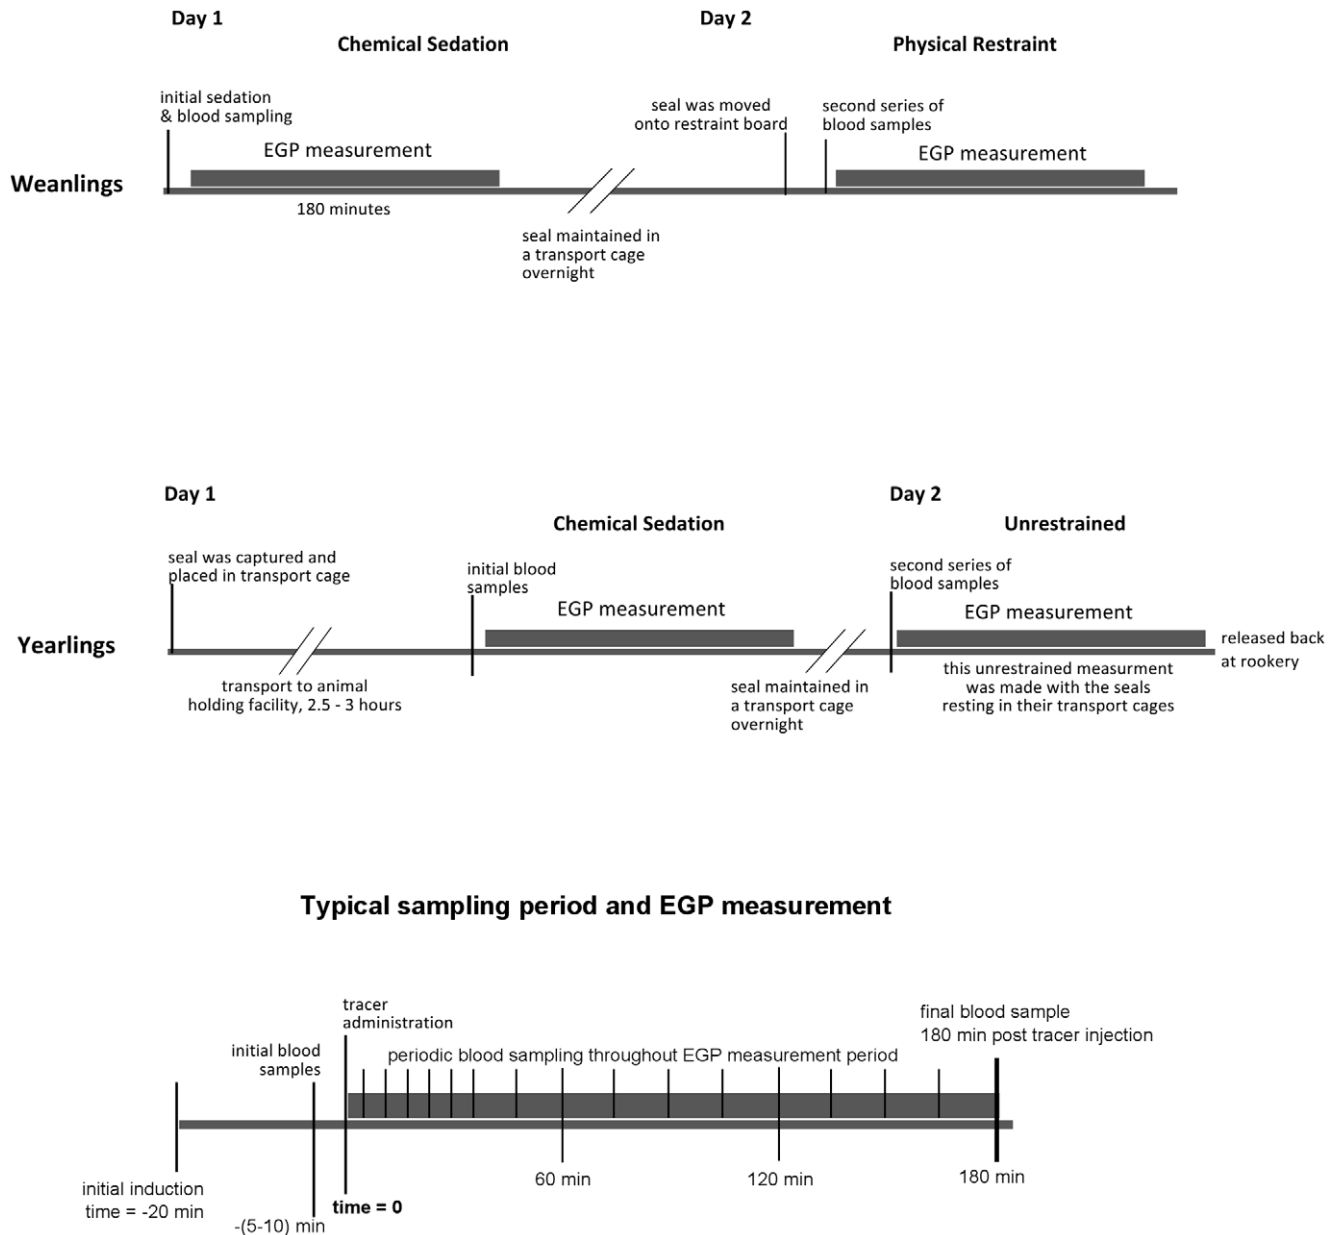 Day 1
Day 2
Chemical Sedation
Physical Restraint
initial sedation
& blood sampling
seal was moved
onto restraint board
second series of
blood samples
EGP measurement
EGP measurement
Weanlings
180 minutes
seal maintained in
a transport cage
overnight
Day 1
Day 2
Chemical Sedation
Unrestrained
seal was captured and
placed in transport cage
initial blood
samples
second series of
blood samples
EGP measurement
EGP measurement
Yearlings
released back
at rookery
transport to animal
holding facility, 2.5 - 3 hours
seal maintained in
a transport cage
overnight
this unrestrained measurment
was made with the seals
resting in their transport cages
Typical sampling period and EGP measurement
tracer
administration
final blood sample
180 min post tracer injection
initial blood
samples
periodic blood sampling throughout EGP measurement period
initial induction
time = -20 min
-(5-10) min
time = 0
60 min
120 min
180 min